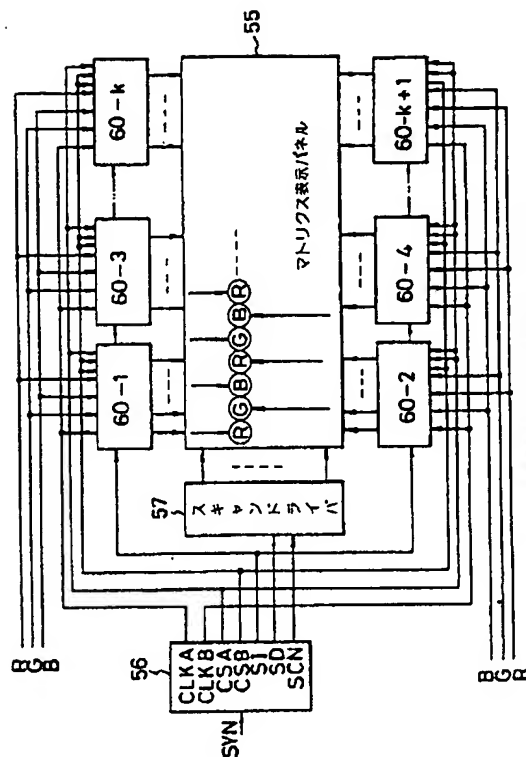 R
G
B
60-1
60-3
60-k
SYN
56
CLKA
CLKB
CSA
CSB
SI
SD
SCN
57
スキャンドライバ
R G B R G B R
マトリクス表示パネル
55
60-2
60-4
60-k+1
B
G
R